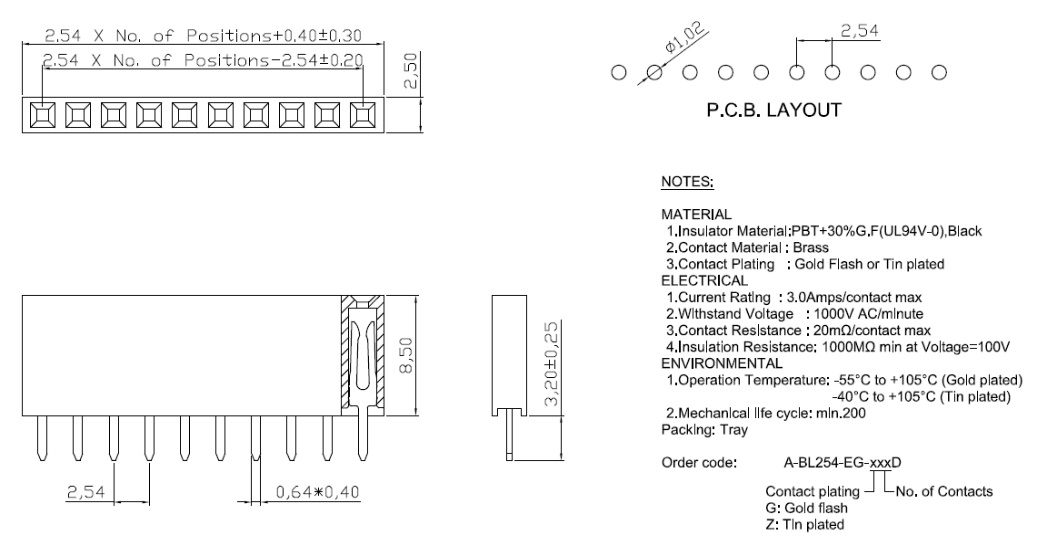 2.54 X No. of Positions+0.40±0.30
2.54 X No. of Positions-2.54±0.20
2,50
ø1,02
2,54
P.C.B. LAYOUT
8,50
3,20±0,25
2,54
0,64*0,40
NOTES:
MATERIAL
1.Insulator Material:PBT+30%G.F(UL94V-0),Black
2.Contact Material : Brass
3.Contact Plating : Gold Flash or Tin plated
ELECTRICAL
1.Current Rating : 3.0Amps/contact max
2.Withstand Voltage : 1000V AC/minute
3.Contact Resistance : 20mΩ/contact max
4.Insulation Resistance: 1000MΩ min at Voltage=100V
ENVIRONMENTAL
1.Operation Temperature: -55°C to +105°C (Gold plated)
-40°C to +105°C (Tin plated)
2.Mechanical life cycle: min.200
Packing: Tray
Order code: A-BL254-EG-xxxD
Contact plating No. of Contacts
G: Gold flash
Z: Tin plated